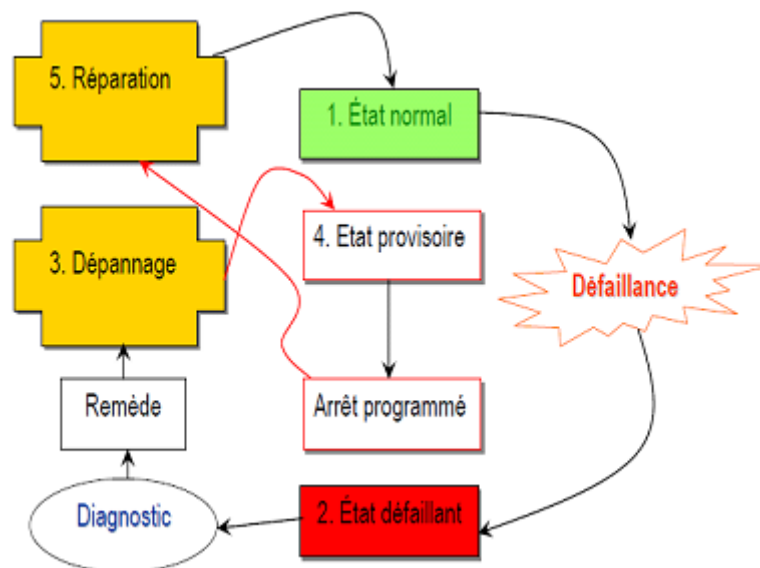 5. Réparation
1. État normal
3. Dépannage
4. Etat provisoire
Défaillance
Remède
Arrêt programmé
Diagnostic
2. État défaillant